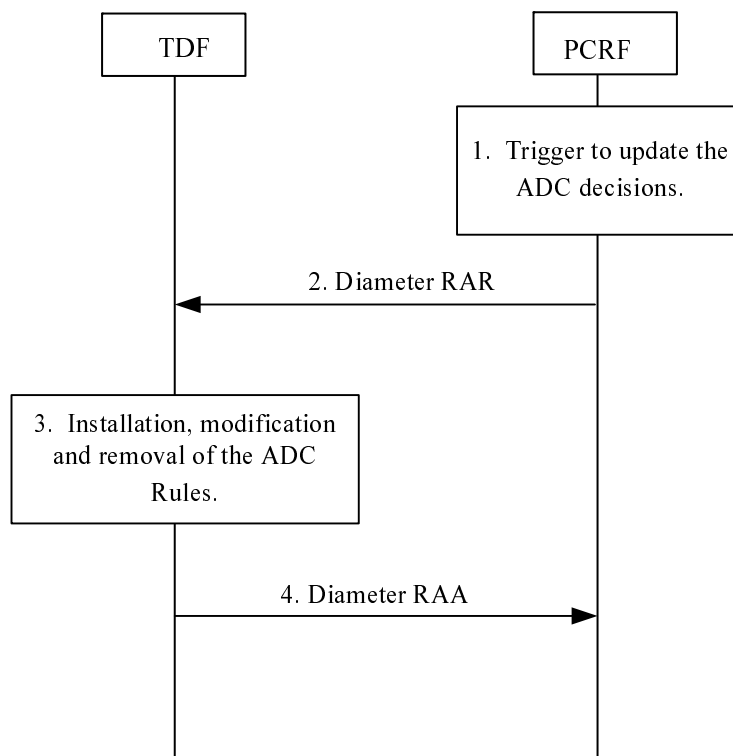 TDF
PCRF
1. Trigger to update the
ADC decisions.
2. Diameter RAR
3. Installation, modification
and removal of the ADC
Rules.
4. Diameter RAA